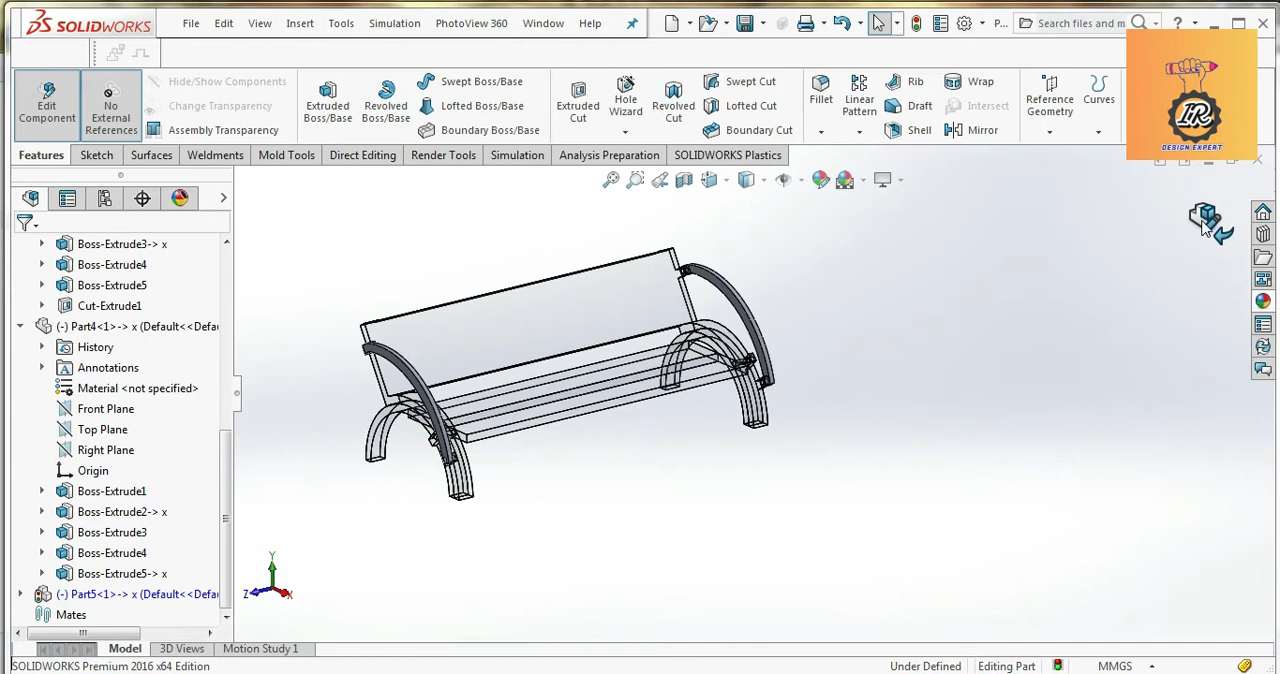 SOLIDWORKS File Edit View Insert Tools Simulation PhotoView 360 Window Help P... Search files and m ?
Edit Component
No External References
Hide/Show Components
Change Transparency
Assembly Transparency
Extruded Boss/Base
Revolved Boss/Base
Swept Boss/Base
Lofted Boss/Base
Boundary Boss/Base
Extruded Cut
Hole Wizard
Revolved Cut
Swept Cut
Lofted Cut
Boundary Cut
Fillet
Linear Pattern
Rib
Draft
Shell
Wrap
Intersect
Mirror
Reference Geometry
Curves
IR
DESIGN EXPERT
Features Sketch Surfaces Weldments Mold Tools Direct Editing Render Tools Simulation Analysis Preparation SOLIDWORKS Plastics
Boss-Extrude3-> x
Boss-Extrude4
Boss-Extrude5
Cut-Extrude1
(-) Part4<1>-> x (Default<<Defau
History
Annotations
Material <not specified>
Front Plane
Top Plane
Right Plane
Origin
Boss-Extrude1
Boss-Extrude2-> x
Boss-Extrude3
Boss-Extrude4
Boss-Extrude5-> x
(-) Part5<1>-> x (Default<<Defau
Mates
Y
Z X
Model 3D Views Motion Study 1
SOLIDWORKS Premium 2016 x64 Edition Under Defined Editing Part MMGS